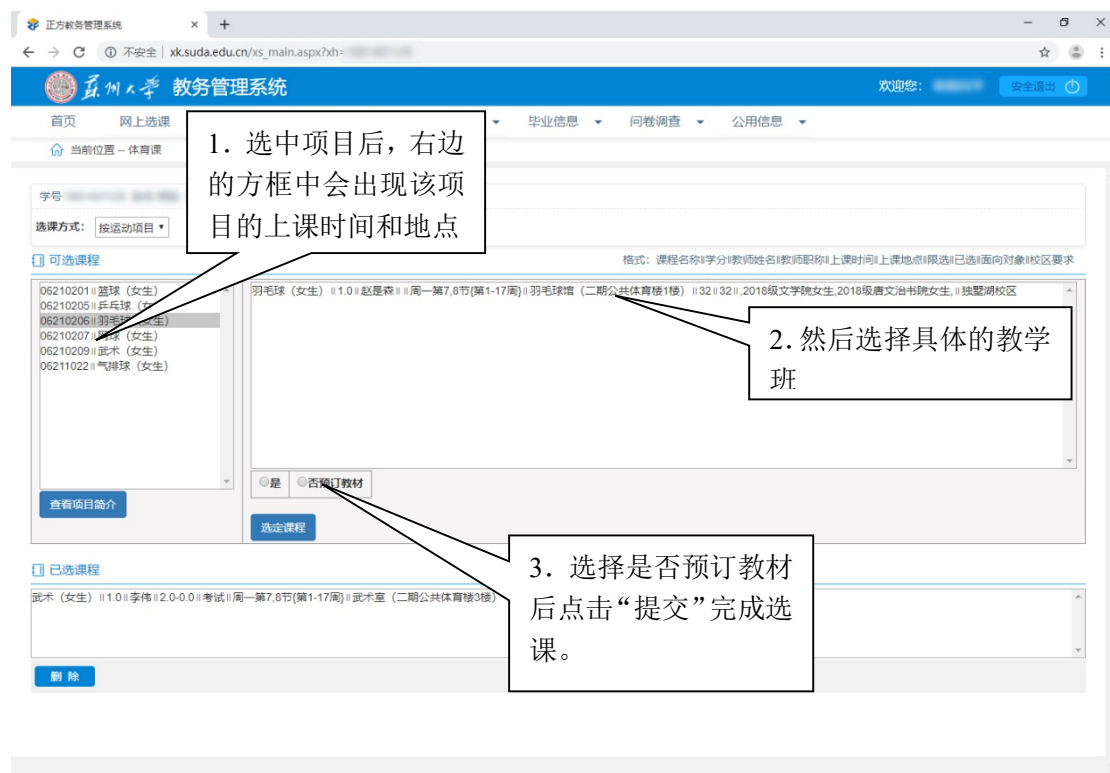 正方教务管理系统
不安全 | xk.suda.edu.cn/xs_main.aspx?xh=
苏州大学 教务管理系统 欢迎您: 安全退出
首页 网上选课 毕业信息 问卷调查 公用信息
当前位置 -- 体育课
1. 选中项目后，右边
的方框中会出现该项
目的上课时间和地点
学号
选课方式: 按运动项目
可选课程 格式: 课程名称‖学分‖教师姓名‖教师职称‖上课时间‖上课地点‖限选‖已选‖面向对象‖校区要求
06210201‖篮球（女生）
06210205‖乒乓球（女
06210206‖羽毛球（女生）
06210207‖网球（女生）
06210209‖武术（女生）
06211022‖气排球（女生）
羽毛球（女生）‖1.0‖赵是森‖‖周一第7,8节{第1-17周}‖羽毛球馆（二期公共体育楼1楼）‖32‖32‖,2018级文学院女生,2018级唐文治书院女生,‖独墅湖校区
2. 然后选择具体的教学
班
是 否预订教材
查看项目简介
选定课程
3. 选择是否预订教材
后点击“提交”完成选
课。
已选课程
武术（女生）‖1.0‖李伟‖2.0-0.0‖考试‖周一第7,8节{第1-17周}‖武术室（二期公共体育楼3楼）
删 除